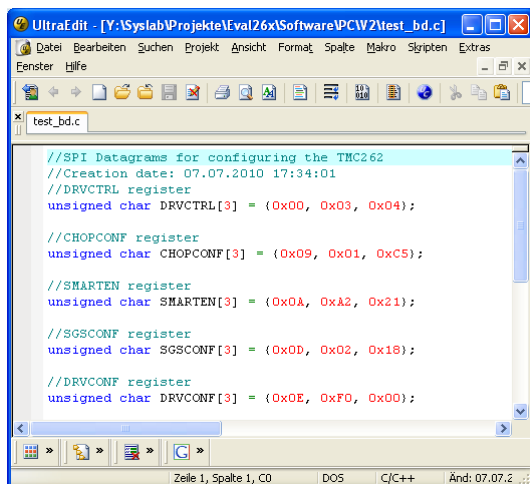 UltraEdit - [Y:\Syslab\Projekte\Eval26x\Software\PC\V2\test_bd.c]
Datei Bearbeiten Suchen Projekt Ansicht Format Spalte Makro Skripten Extras
Fenster Hilfe
test_bd.c
//SPI Datagrams for configuring the TMC262
//Creation date: 07.07.2010 17:34:01
//DRVCTRL register
unsigned char DRVCTRL[3] = {0x00, 0x03, 0x04};
//CHOPCONF register
unsigned char CHOPCONF[3] = {0x09, 0x01, 0xC5};
//SMARTEN register
unsigned char SMARTEN[3] = {0x0A, 0xA2, 0x21};
//SGSCONF register
unsigned char SGSCONF[3] = {0x0D, 0x02, 0x18};
//DRVCONF register
unsigned char DRVCONF[3] = {0x0E, 0xF0, 0x00};
Zeile 1, Spalte 1, C0 DOS C/C++ Änd: 07.07.2